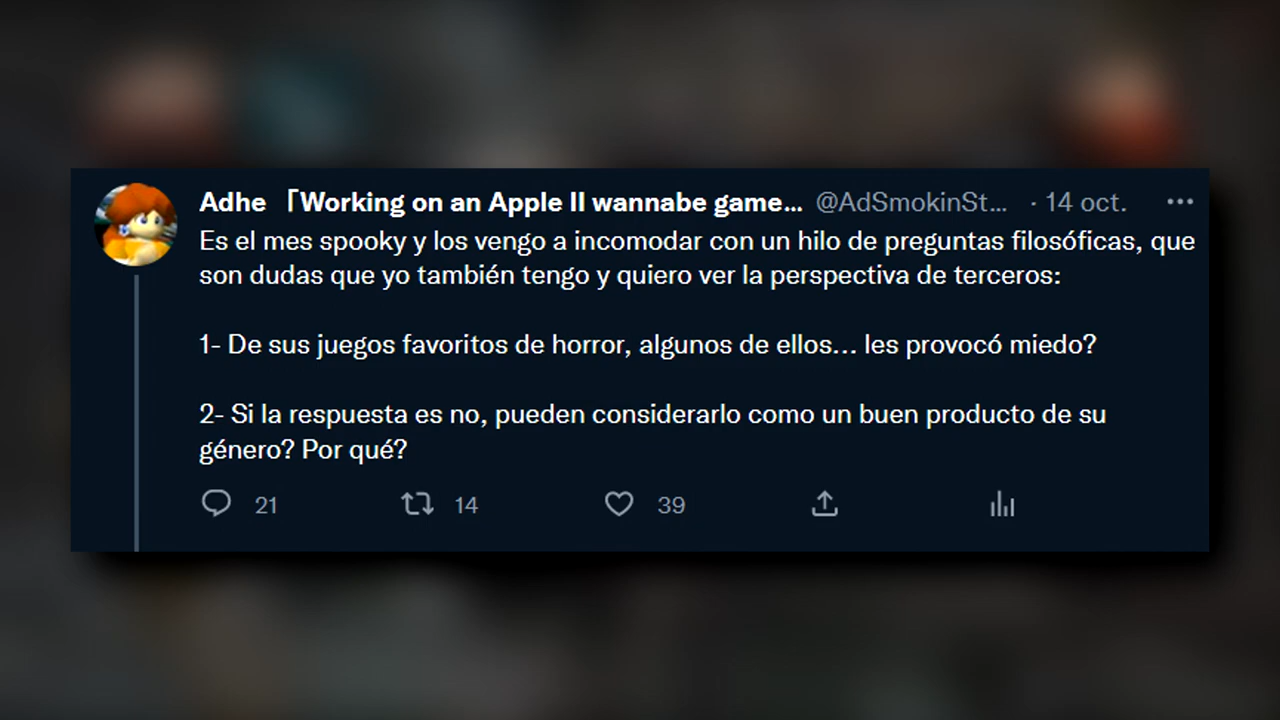 Adhe「Working on an Apple II wannabe game... @AdSmokinSt... · 14 oct.
Es el mes spooky y los vengo a incomodar con un hilo de preguntas filosóficas, que
son dudas que yo también tengo y quiero ver la perspectiva de terceros:
1- De sus juegos favoritos de horror, algunos de ellos... les provocó miedo?
2- Si la respuesta es no, pueden considerarlo como un buen producto de su
género? Por qué?
21 14 39